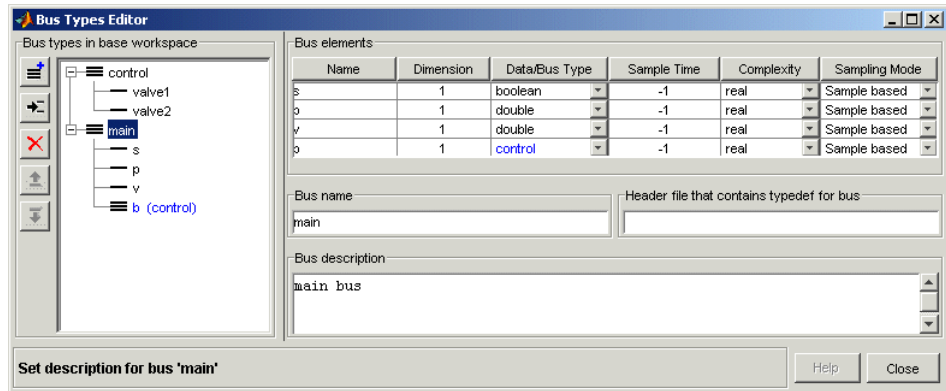 Bus Types Editor
Bus types in base workspace
control
valve1
valve2
main
s
p
v
b (control)
Bus elements
Name Dimension Data/Bus Type Sample Time Complexity Sampling Mode
s 1 boolean -1 real Sample based
p 1 double -1 real Sample based
v 1 double -1 real Sample based
b 1 control -1 real Sample based
Bus name
main
Header file that contains typedef for bus
Bus description
main bus
Set description for bus 'main'
Help Close